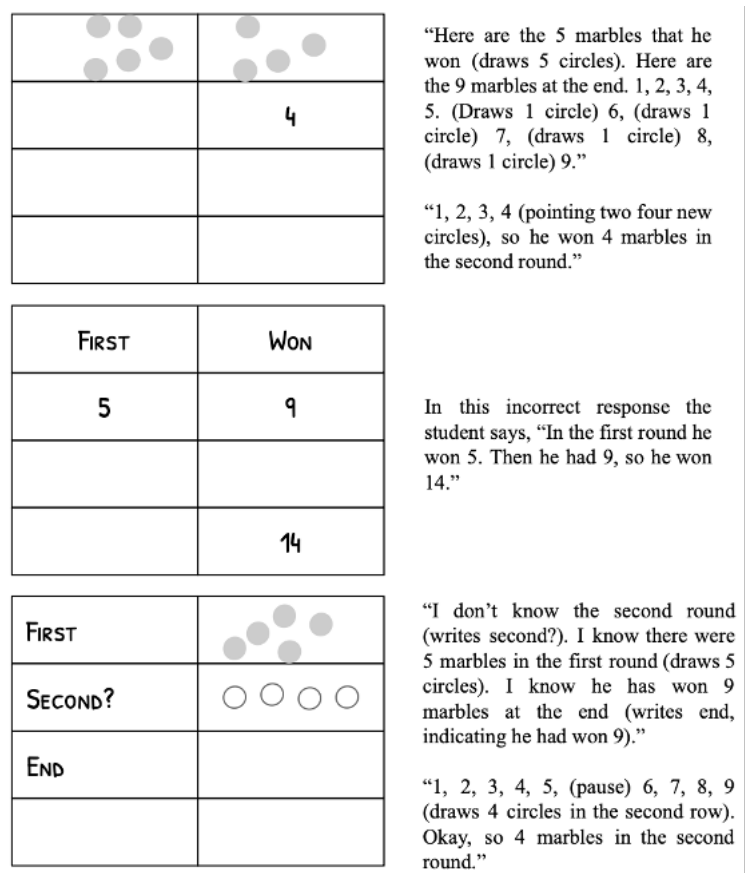 “Here are the 5 marbles that he
won (draws 5 circles). Here are
the 9 marbles at the end. 1, 2, 3, 4,
5. (Draws 1 circle) 6, (draws 1
circle) 7, (draws 1 circle) 8,
(draws 1 circle) 9.”
4
“1, 2, 3, 4 (pointing two four new
circles), so he won 4 marbles in
the second round.”
FIRST WON
5 9
14
In this incorrect response the
student says, “In the first round he
won 5. Then he had 9, so he won
14.”
FIRST
SECOND?
END
“I don’t know the second round
(writes second?). I know there were
5 marbles in the first round (draws 5
circles). I know he has won 9
marbles at the end (writes end,
indicating he had won 9).”
“1, 2, 3, 4, 5, (pause) 6, 7, 8, 9
(draws 4 circles in the second row).
Okay, so 4 marbles in the second
round.”